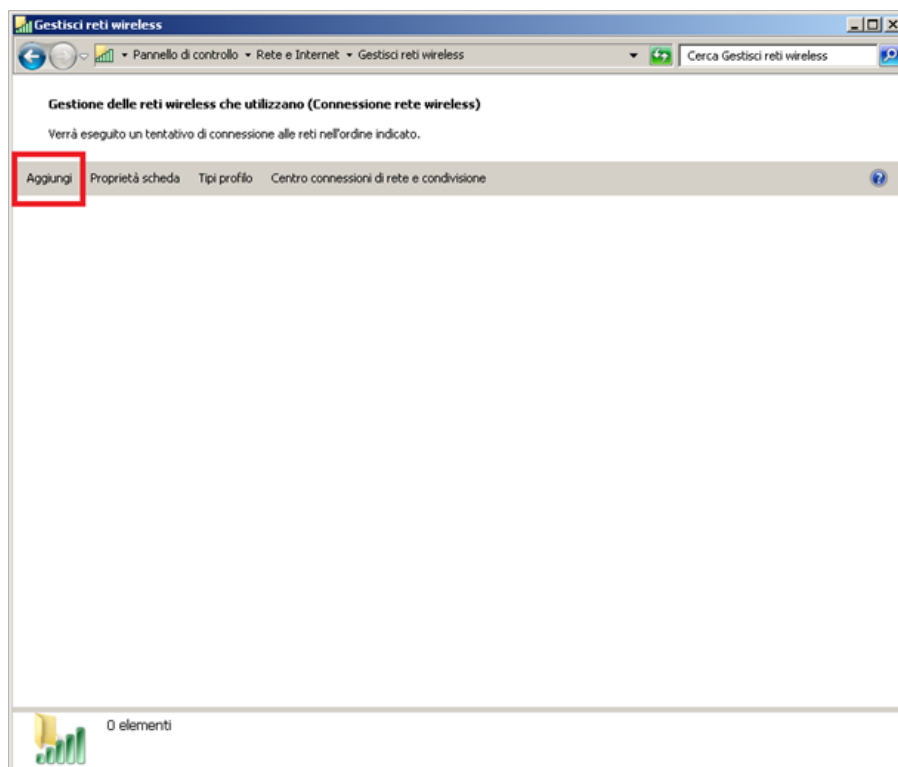 Gestisci reti wireless
Pannello di controllo Rete e Internet Gestisci reti wireless Cerca Gestisci reti wireless
Gestione delle reti wireless che utilizzano (Connessione rete wireless)
Verrà eseguito un tentativo di connessione alle reti nell'ordine indicato.
Aggiungi Proprietà scheda Tipi profilo Centro connessioni di rete e condivisione
0 elementi